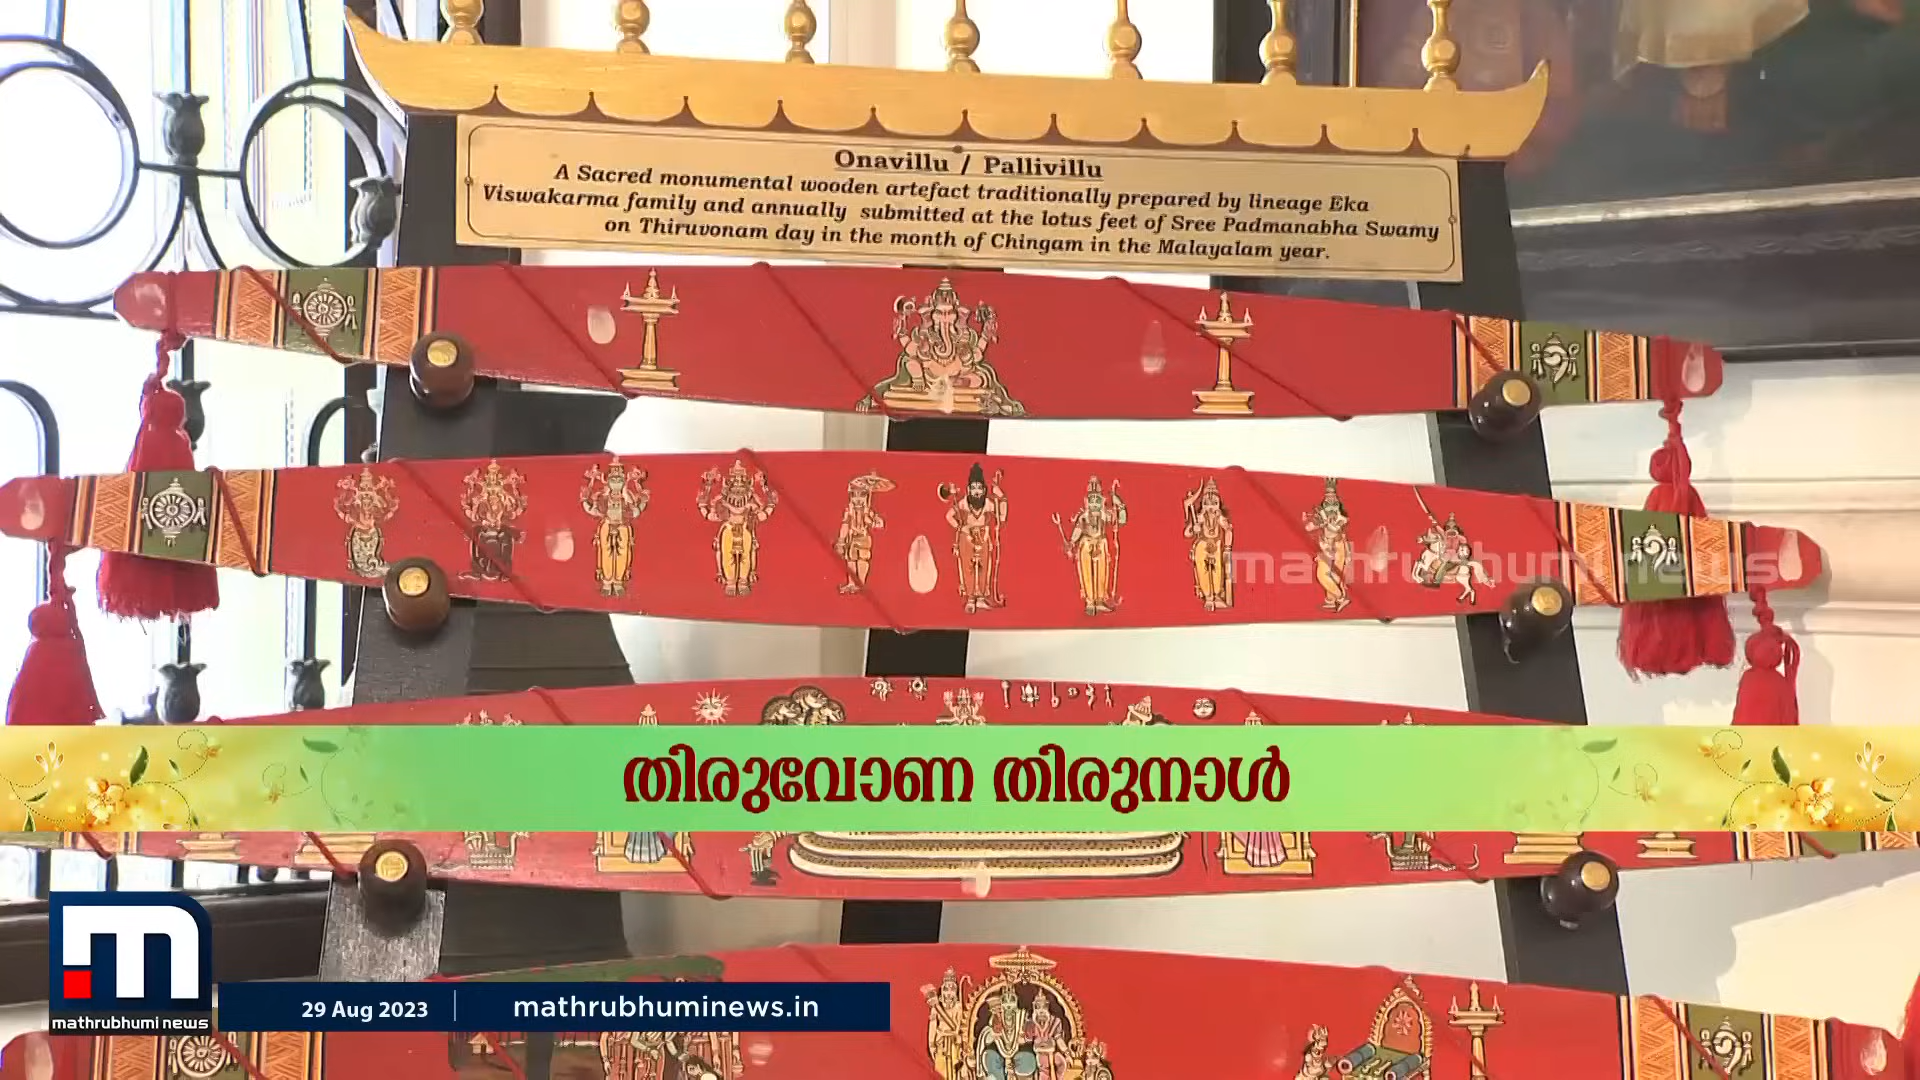 Onavillu / Pallivillu
A Sacred monumental wooden artefact traditionally prepared by lineage Eka
Viswakarma family and annually submitted at the lotus feet of Sree Padmanabha Swamy
on Thiruvonam day in the month of Chingam in the Malayalam year.
mathrubhumi news
തിരുവോണ തിരുനാൾ
mathrubhumi news
29 Aug 2023
mathrubhuminews.in